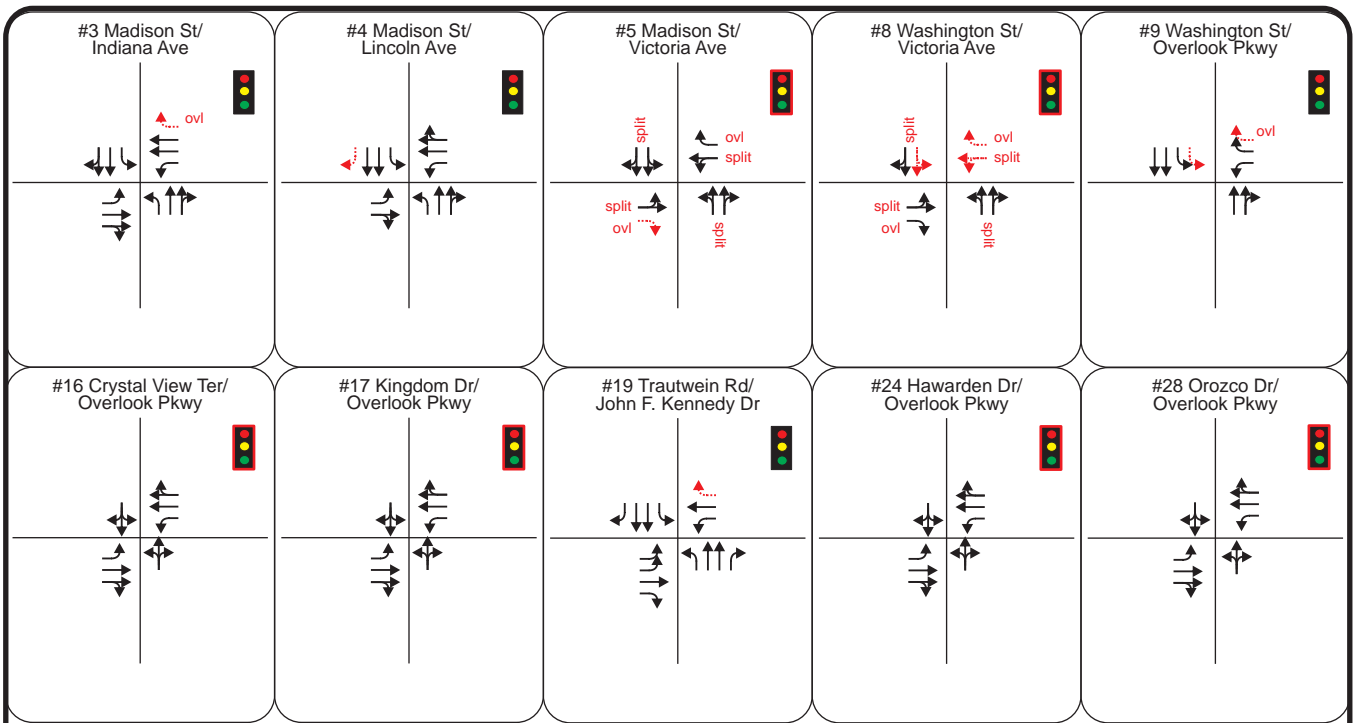 #3 Madison St/
Indiana Ave
ovl
#4 Madison St/
Lincoln Ave
#5 Madison St/
Victoria Ave
split
ovl
split
split
ovl
split
#8 Washington St/
Victoria Ave
split
ovl
split
split
ovl
split
#9 Washington St/
Overlook Pkwy
ovl
#16 Crystal View Ter/
Overlook Pkwy
#17 Kingdom Dr/
Overlook Pkwy
#19 Trautwein Rd/
John F. Kennedy Dr
#24 Hawarden Dr/
Overlook Pkwy
#28 Orozco Dr/
Overlook Pkwy